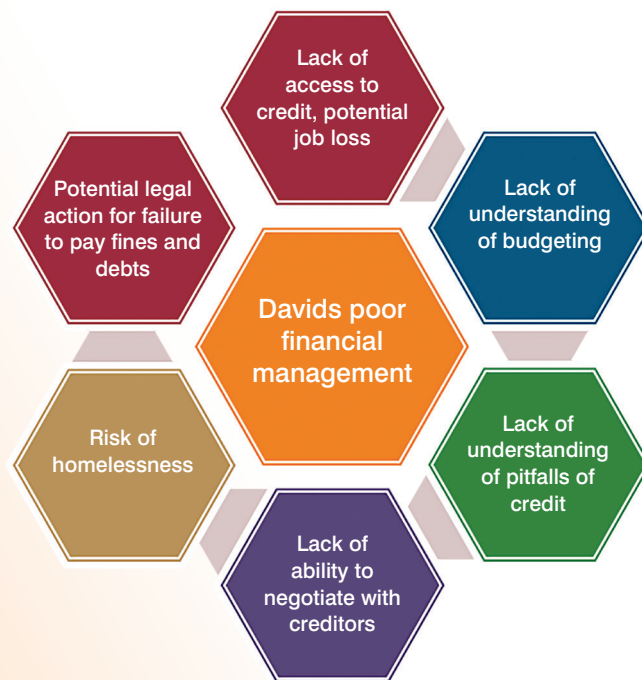 Lack of
access to
credit, potential
job loss
Lack of
understanding
of budgeting
Lack of
understanding
of pitfalls of
credit
Lack of
ability to
negotiate with
creditors
Risk of
homelessness
Potential legal
action for failure
to pay fines and
debts
Davids poor
financial
management